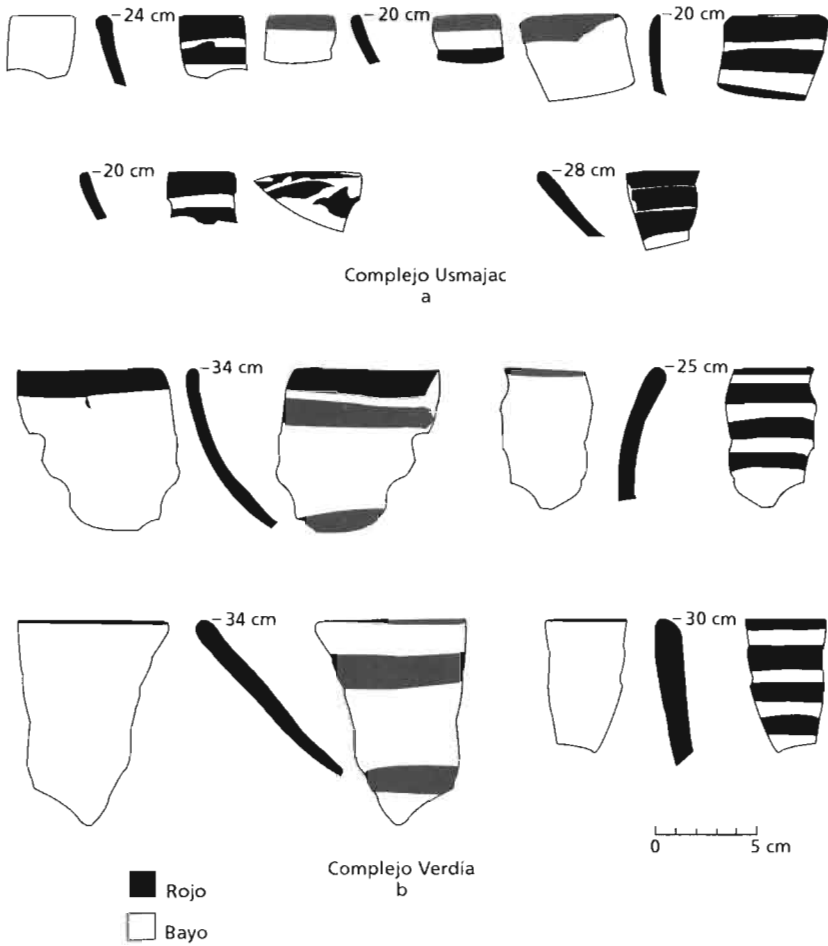 -24 cm
-20 cm
-20 cm
-20 cm
-28 cm
Complejo Usmajac
a
-34 cm
-25 cm
-34 cm
-30 cm
0 5 cm
Complejo Verdía
b
Rojo
Bayo